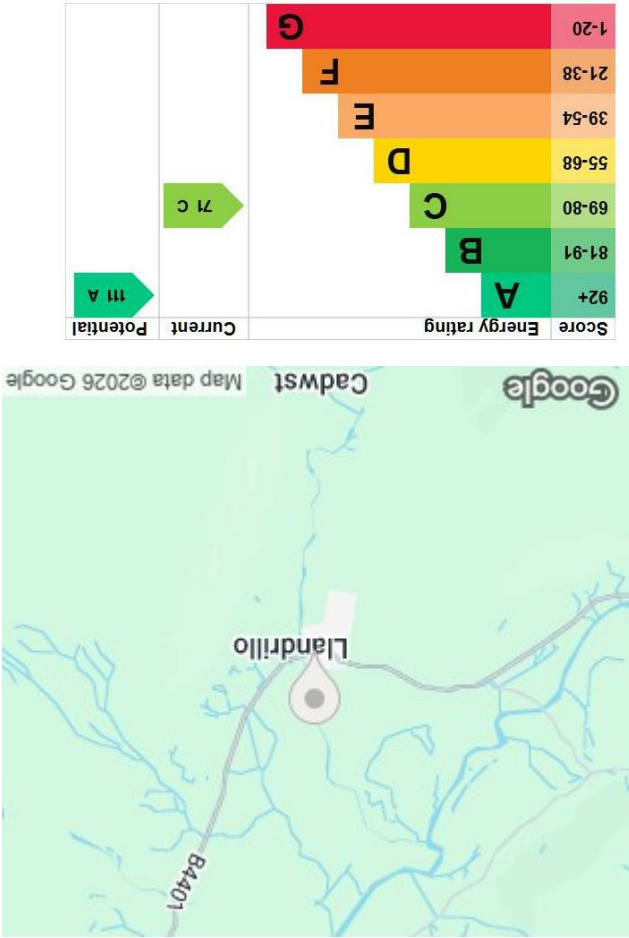 B4401
Llandrillo
Google
Cadwst
Map data ©2026 Google
Score Energy rating Current Potential
92+ A 111 A
81-91 B
69-80 C 71 C
55-68 D
39-54 E
21-38 F
1-20 G